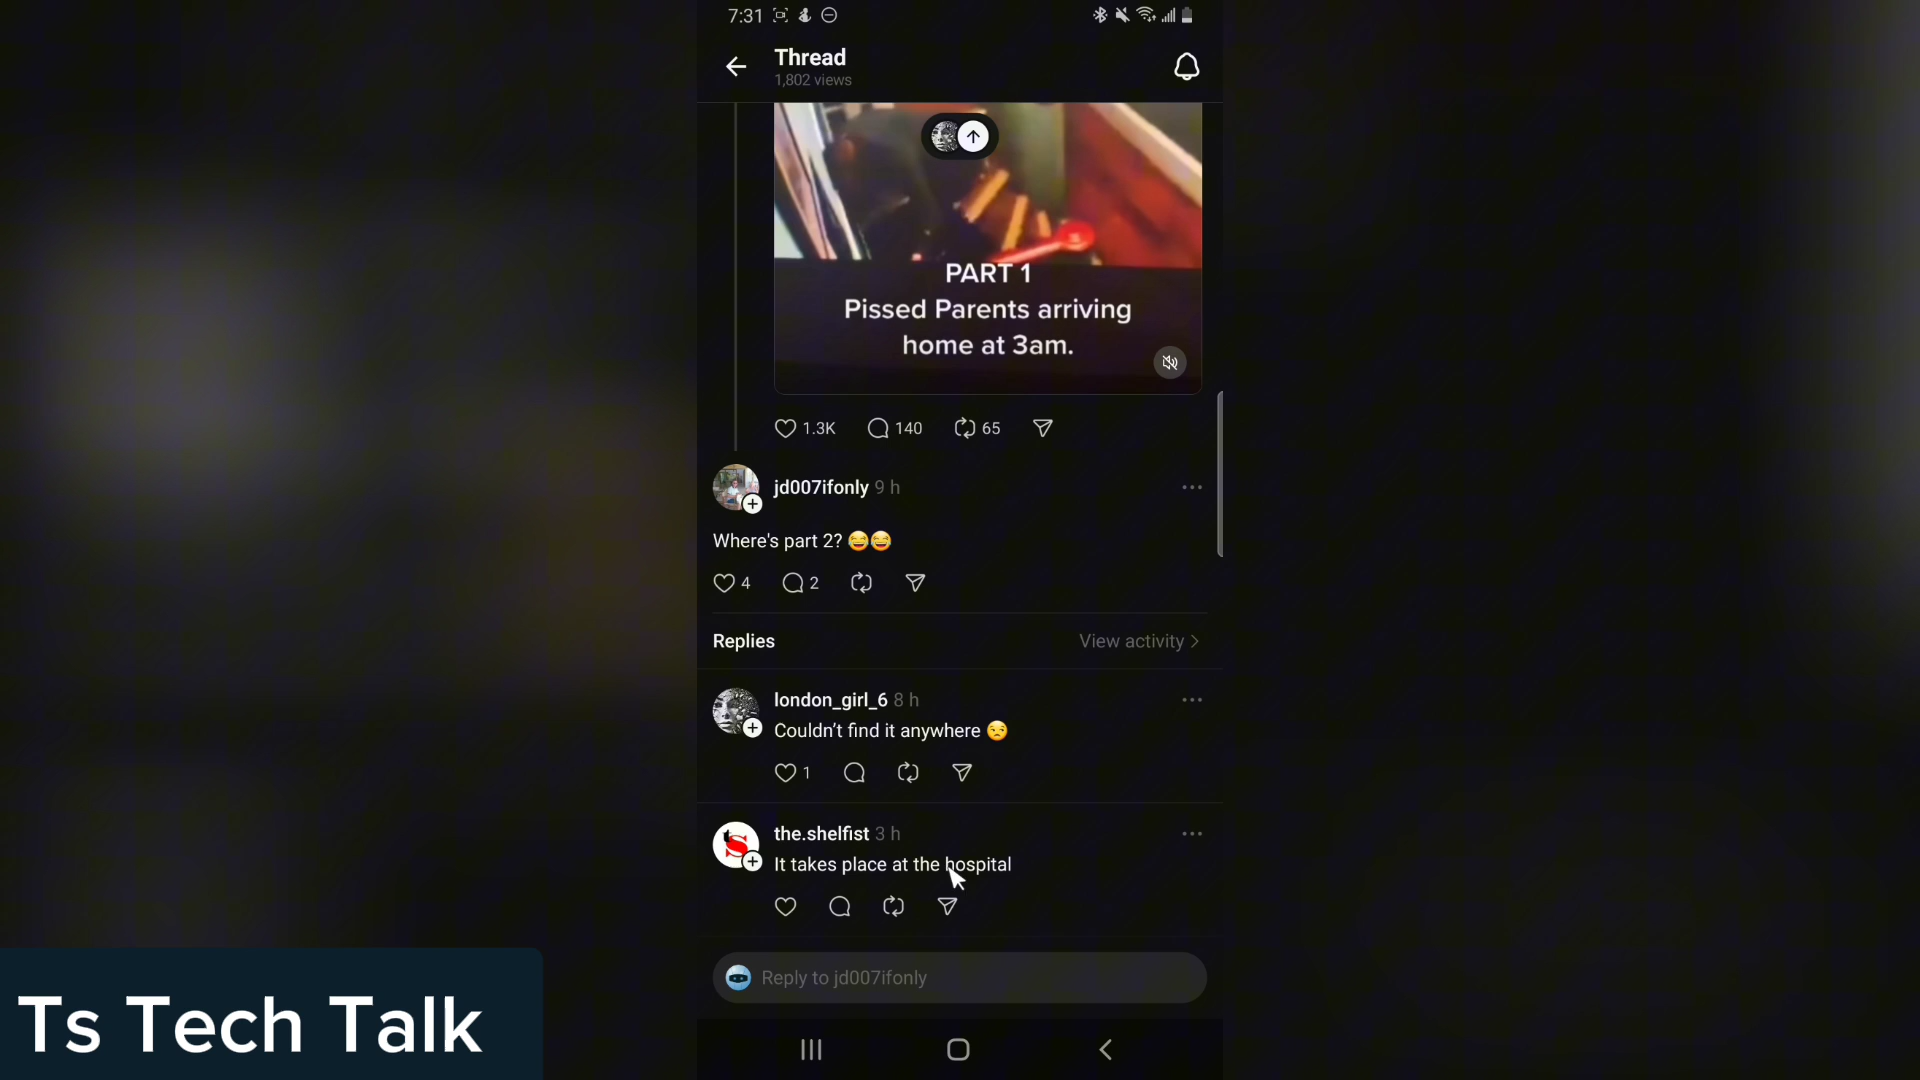 7:31
Thread
1,802 views
PART 1
Pissed Parents arriving
home at 3am.
1.3K 140 65
jd007ifonly 9 h
Where's part 2? 😂😂
4 2
Replies View activity >
london_girl_6 8 h
Couldn't find it anywhere 😒
1
the.shelfist 3 h
It takes place at the hospital
Reply to jd007ifonly
Ts Tech Talk